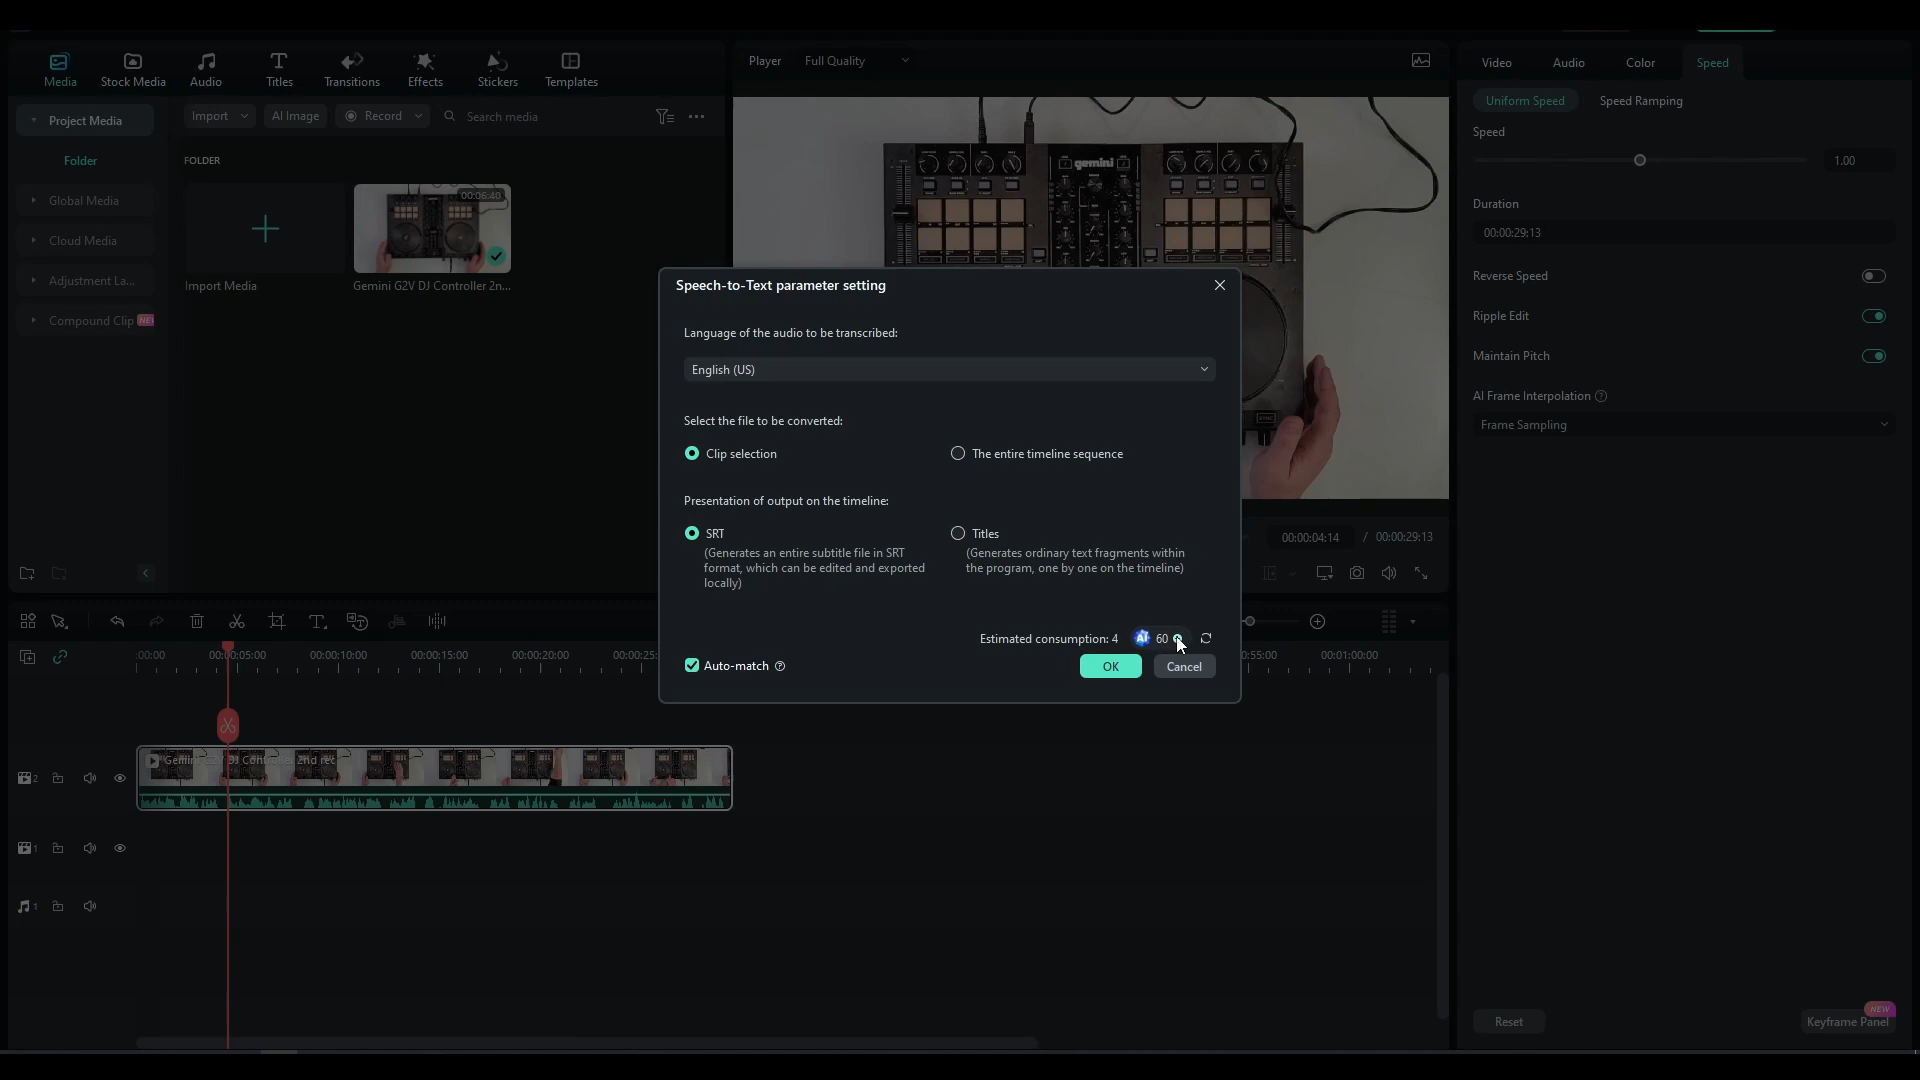 Media
Stock Media
Audio
Titles
Transitions
Effects
Stickers
Templates
Player
Full Quality
Video
Audio
Color
Speed
Project Media
Import
AI Image
Record
Search media
Uniform Speed
Speed Ramping
Speed
Folder
FOLDER
1.00
Global Media
00:06:40
Duration
00:00:29:13
Cloud Media
Adjustment La...
Import Media
Gemini G2V DJ Controller 2n...
Reverse Speed
Compound Clip
Ripple Edit
Maintain Pitch
AI Frame Interpolation
Frame Sampling
gemini
SYNC
Speech-to-Text parameter setting
Language of the audio to be transcribed:
English (US)
Select the file to be converted:
Clip selection
The entire timeline sequence
Presentation of output on the timeline:
SRT
(Generates an entire subtitle file in SRT
format, which can be edited and exported
locally)
Titles
(Generates ordinary text fragments within
the program, one by one on the timeline)
Estimated consumption: 4
AI 60
Auto-match
OK
Cancel
00:00:04:14 / 00:00:29:13
:00:00
00:00:05:00
00:00:10:00
00:00:15:00
00:00:20:00
00:00:25:
:55:00
00:01:00:00
Gemini G2V DJ Controller 2nd rec
2
1
1
Reset
NEW
Keyframe Panel